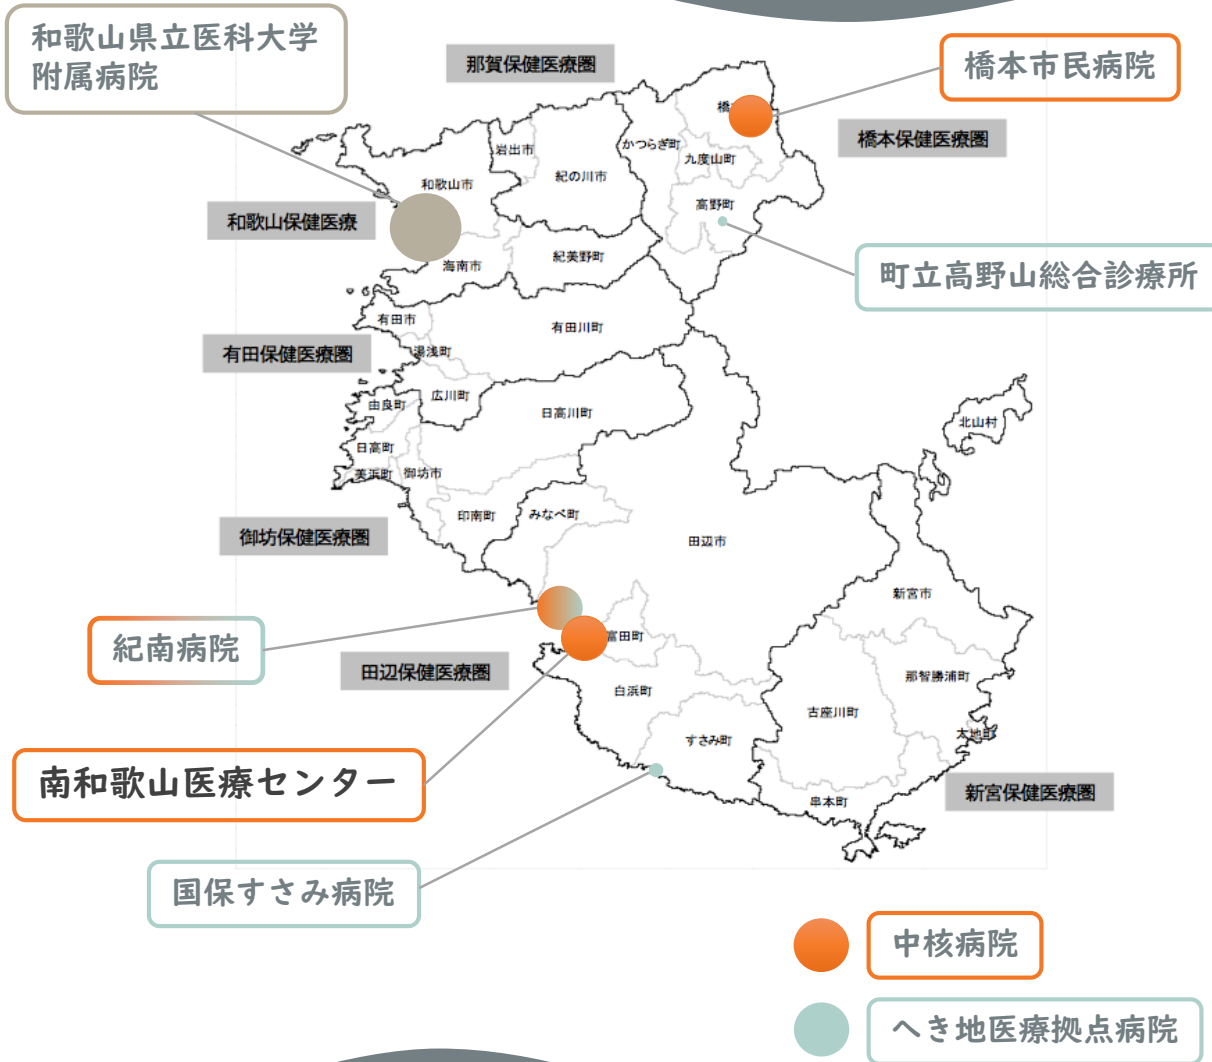 和歌山県立医科大学
附属病院
那賀保健医療圏
橋本市民病院
橋本保健医療圏
岩出市
かつらぎ町
九度山町
和歌山市
紀の川市
高野町
和歌山保健医療
海南市
紀美野町
町立高野山総合診療所
有田市
有田川町
有田保健医療圏
湯浅町
広川町
由良町
日高川町
北山村
日高町
美浜町
御坊市
印南町
みなべ町
御坊保健医療圏
田辺市
新宮市
紀南病院
富田町
田辺保健医療圏
白浜町
那智勝浦町
古座川町
すさみ町
太地町
南和歌山医療センター
串本町
新宮保健医療圏
国保すさみ病院
中核病院
へき地医療拠点病院